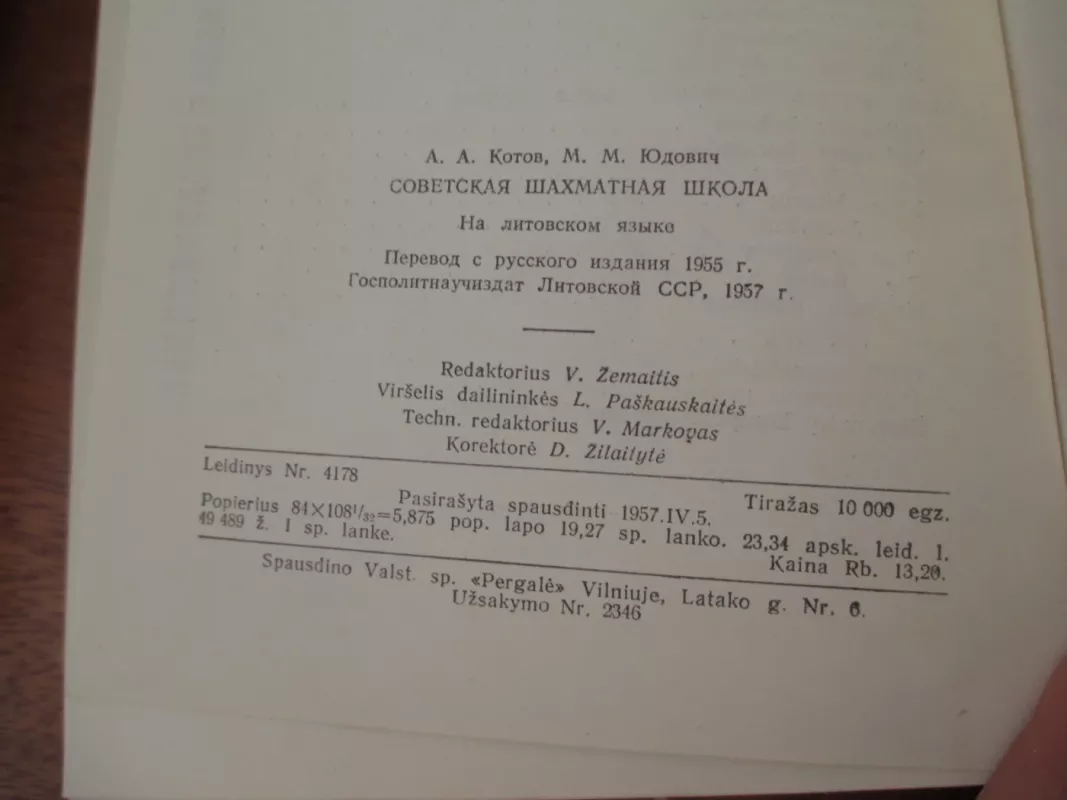 А. А. Котов, М. М. Юдович
СОВЕТСКАЯ ШАХМАТНАЯ ШКОЛА
На литовском языке
Перевод с русского издания 1955 г.
Госполитнаучиздат Литовской ССР, 1957 г.
Redaktorius V. Žemaitis
Viršelis dailininkės L. Paškauskaitės
Techn. redaktorius V. Markovas
Korektorė D. Žilaitytė
Leidinys Nr. 4178 Pasirašyta spausdinti 1957.IV.5. Tiražas 10 000 egz.
Popierius 84×108¹/₃₂=5,875 pop. lapo 19,27 sp. lanko. 23,34 apsk. leid. l.
49 489 ž. 1 sp. lanke. Kaina Rb. 13,20.
Spausdino Valst. sp. «Pergalė» Vilniuje, Latako g. Nr. 6.
Užsakymo Nr. 2346